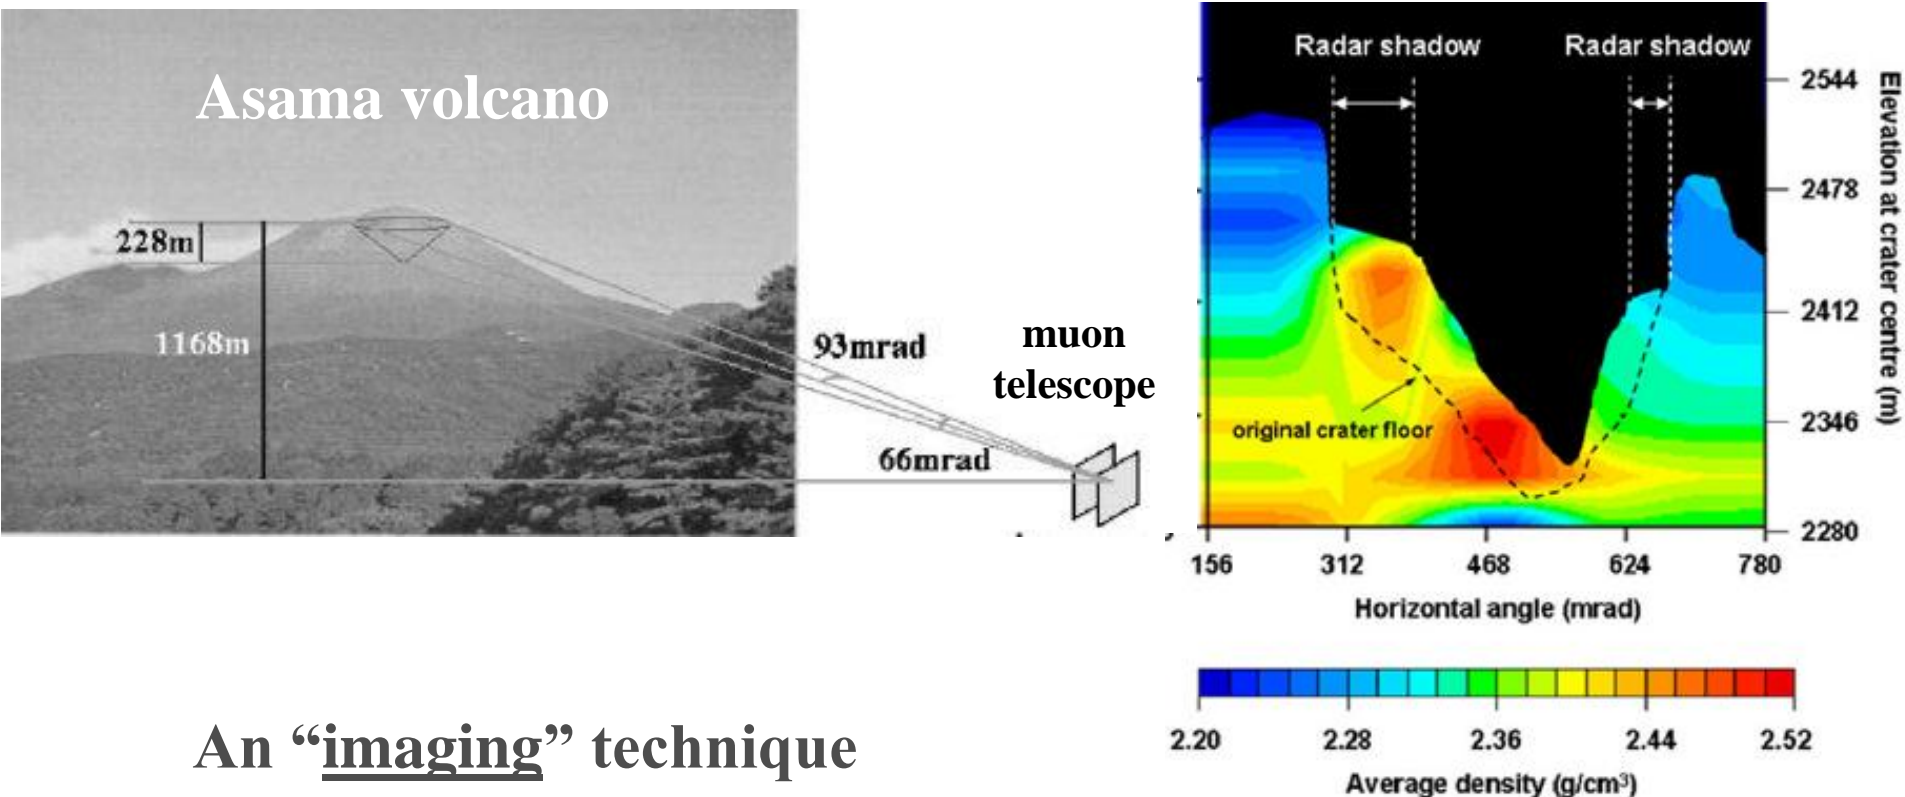 Asama volcano
228m
1168m
93mrad
66mrad
muon
telescope
An “imaging” technique
Radar shadow
Radar shadow
original crater floor
2544
2478
2412
2346
2280
Elevation at crater centre (m)
156 312 468 624 780
Horizontal angle (mrad)
2.20 2.28 2.36 2.44 2.52
Average density (g/cm³)